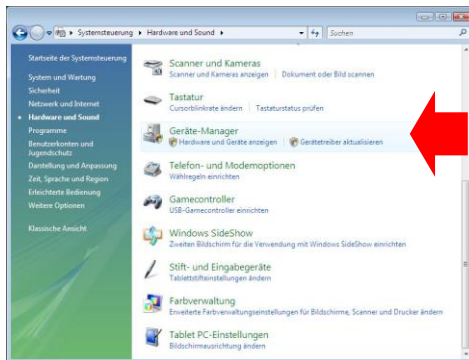 Systemsteuerung ▸ Hardware und Sound ▸
Suchen
Startseite der Systemsteuerung
System und Wartung
Sicherheit
Netzwerk und Internet
Hardware und Sound
Programme
Benutzerkonten und
Jugendschutz
Darstellung und Anpassung
Zeit, Sprache und Region
Erleichterte Bedienung
Weitere Optionen
Klassische Ansicht
Scanner und Kameras
Scanner und Kameras anzeigen | Dokument oder Bild scannen
Tastatur
Cursorblinkrate ändern | Tastaturstatus prüfen
Geräte-Manager
Hardware und Geräte anzeigen | Gerätetreiber aktualisieren
Telefon- und Modemoptionen
Wählregeln einrichten
Gamecontroller
USB-Gamecontroller einrichten
Windows SideShow
Zweiten Bildschirm für die Verwendung mit Windows SideShow einrichten
Stift- und Eingabegeräte
Tablettstifteinstellungen ändern
Farbverwaltung
Erweiterte Farbverwaltungseinstellungen für Bildschirme, Scanner und Drucker ändern
Tablet PC-Einstellungen
Bildschirmausrichtung ändern